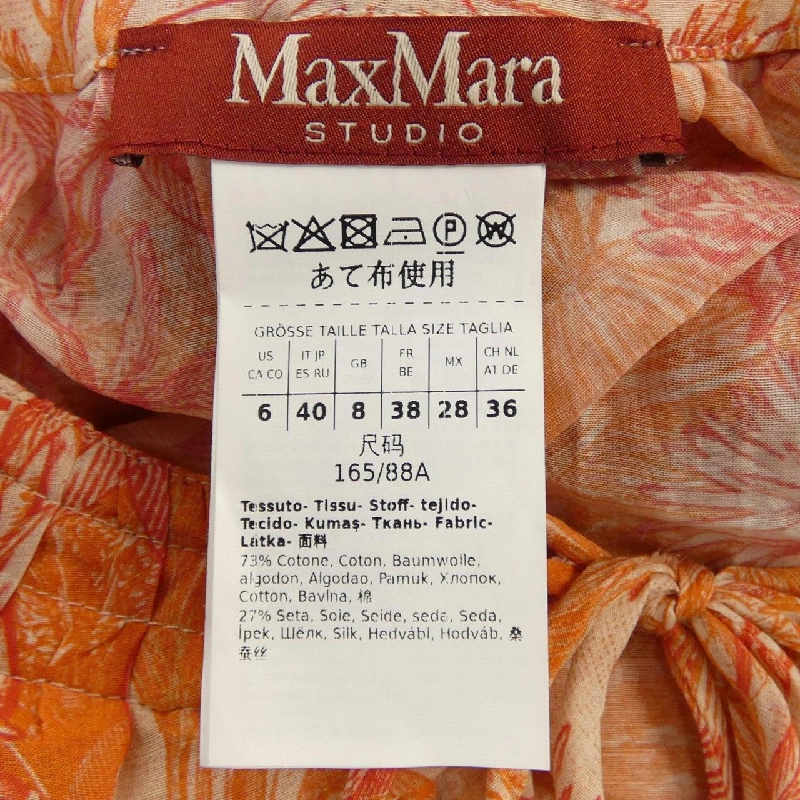 MaxMara
STUDIO
P W
あて布使用
GRÖSSE TAILLE TALLA SIZE TAGLIA
US IT JP GB FR MX CH NL
CA CO ES RU BE AT DE
6 40 8 38 28 36
尺码
165/88A
Tessuto- Tissu- Stoff- tejido-
Tecido- Kumaş- Ткань- Fabric-
Látka- 面料
73% Cotone, Coton, Baumwolle,
algodon, Algodao, Pamuk, Хлопок,
Cotton, Bavlna, 棉
27% Seta, Soie, Seide, seda, Seda,
İpek, Шёлк, Silk, Hedvábí, Hodváb, 桑
蚕丝